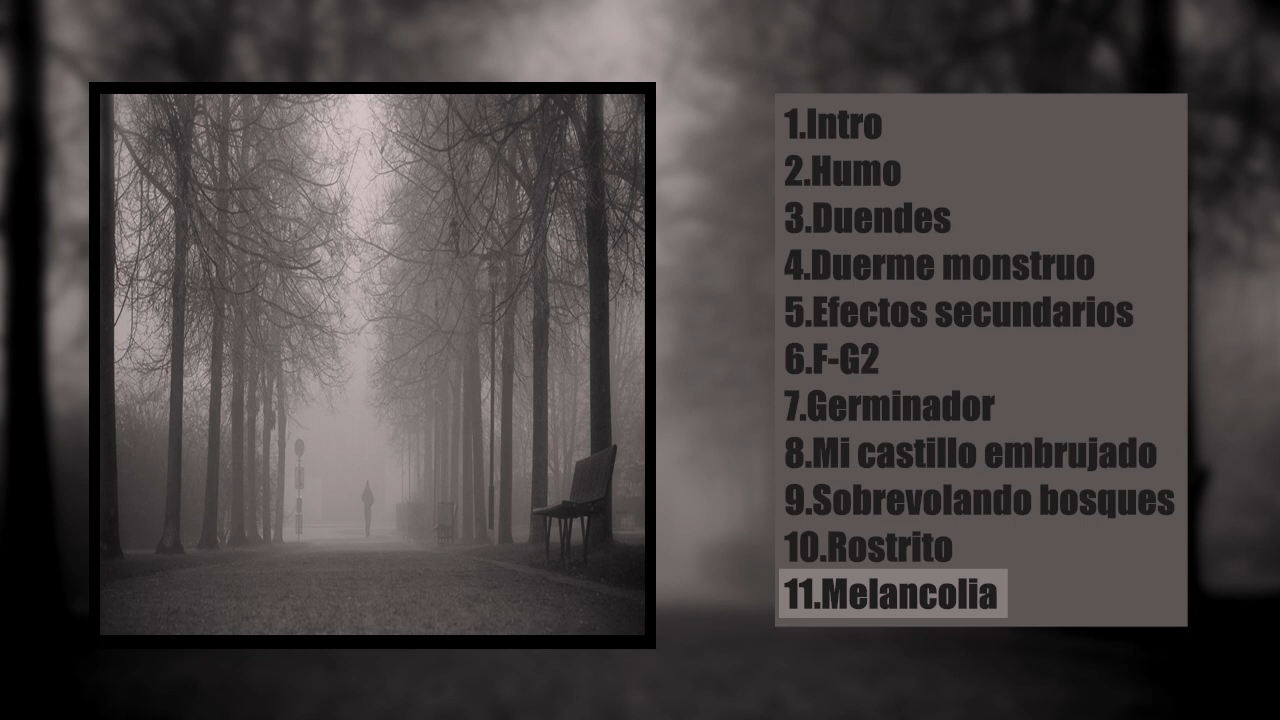 1.Intro
2.Humo
3.Duendes
4.Duerme monstruo
5.Efectos secundarios
6.F-G2
7.Germinador
8.Mi castillo embrujado
9.Sobrevolando bosques
10.Rostrito
11.Melancolia